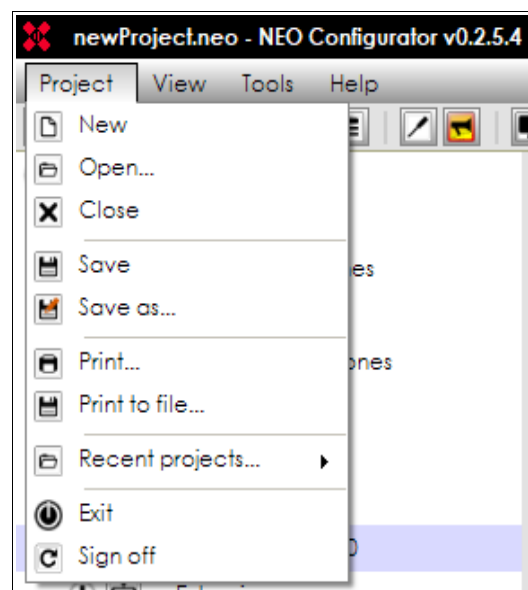 newProject.neo - NEO Configurator v0.2.5.4
Project View Tools Help
New
Open...
Close
Save
es
Save as...
Print...
ones
Print to file...
Recent projects...
Exit
Sign off